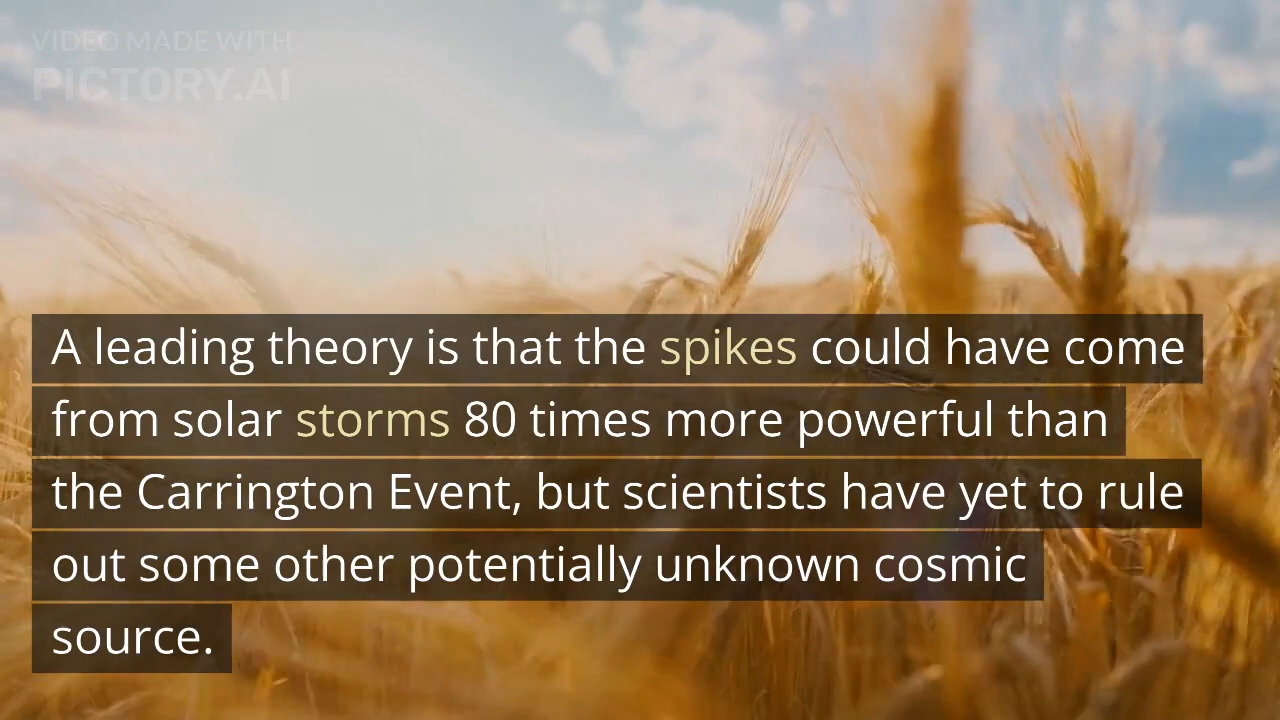 VIDEO MADE WITH
PICTORY.AI
A leading theory is that the spikes could have come
from solar storms 80 times more powerful than
the Carrington Event, but scientists have yet to rule
out some other potentially unknown cosmic
source.